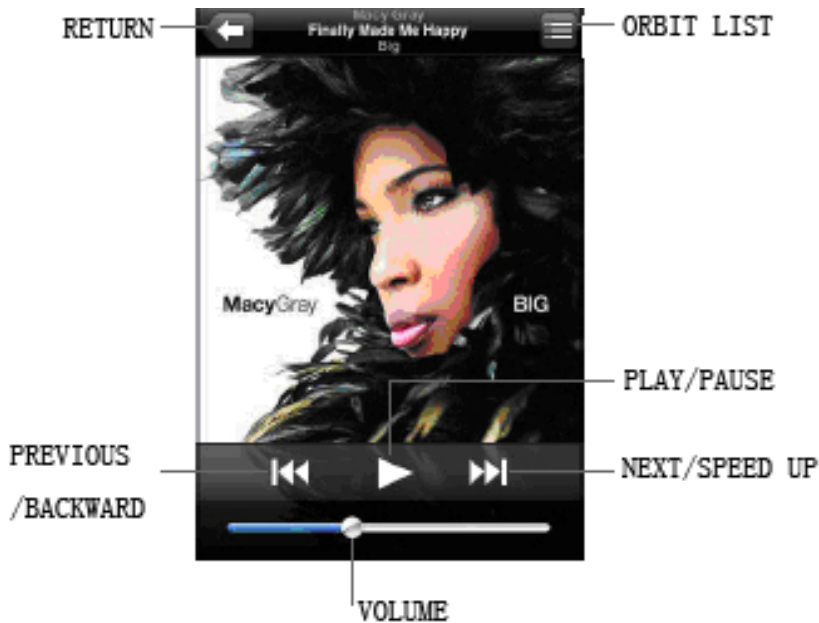 Macy Gray
RETURN
Finally Made Me Happy
ORBIT LIST
Big
MacyGray
BIG
PLAY/PAUSE
PREVIOUS
/BACKWARD
NEXT/SPEED UP
VOLUME